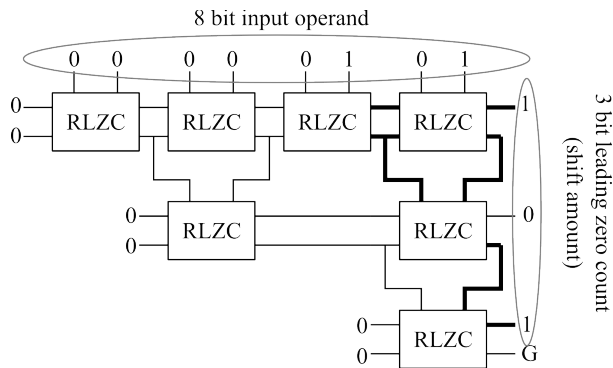 8 bit input operand
0 0 0 0 0 1 0 1
0 RLZC RLZC RLZC RLZC 1
0
0 RLZC RLZC 0
0
0 RLZC 1
0 G
3 bit leading zero count
(shift amount)